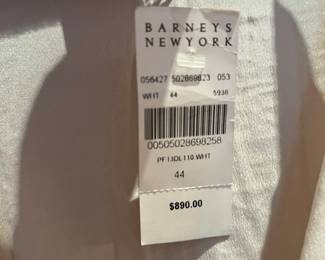 BARNEYS
NEWYORK
056427 502869823 053
WHT 44 5938
00505028698258
PF13DL110 WHT
44
$890.00